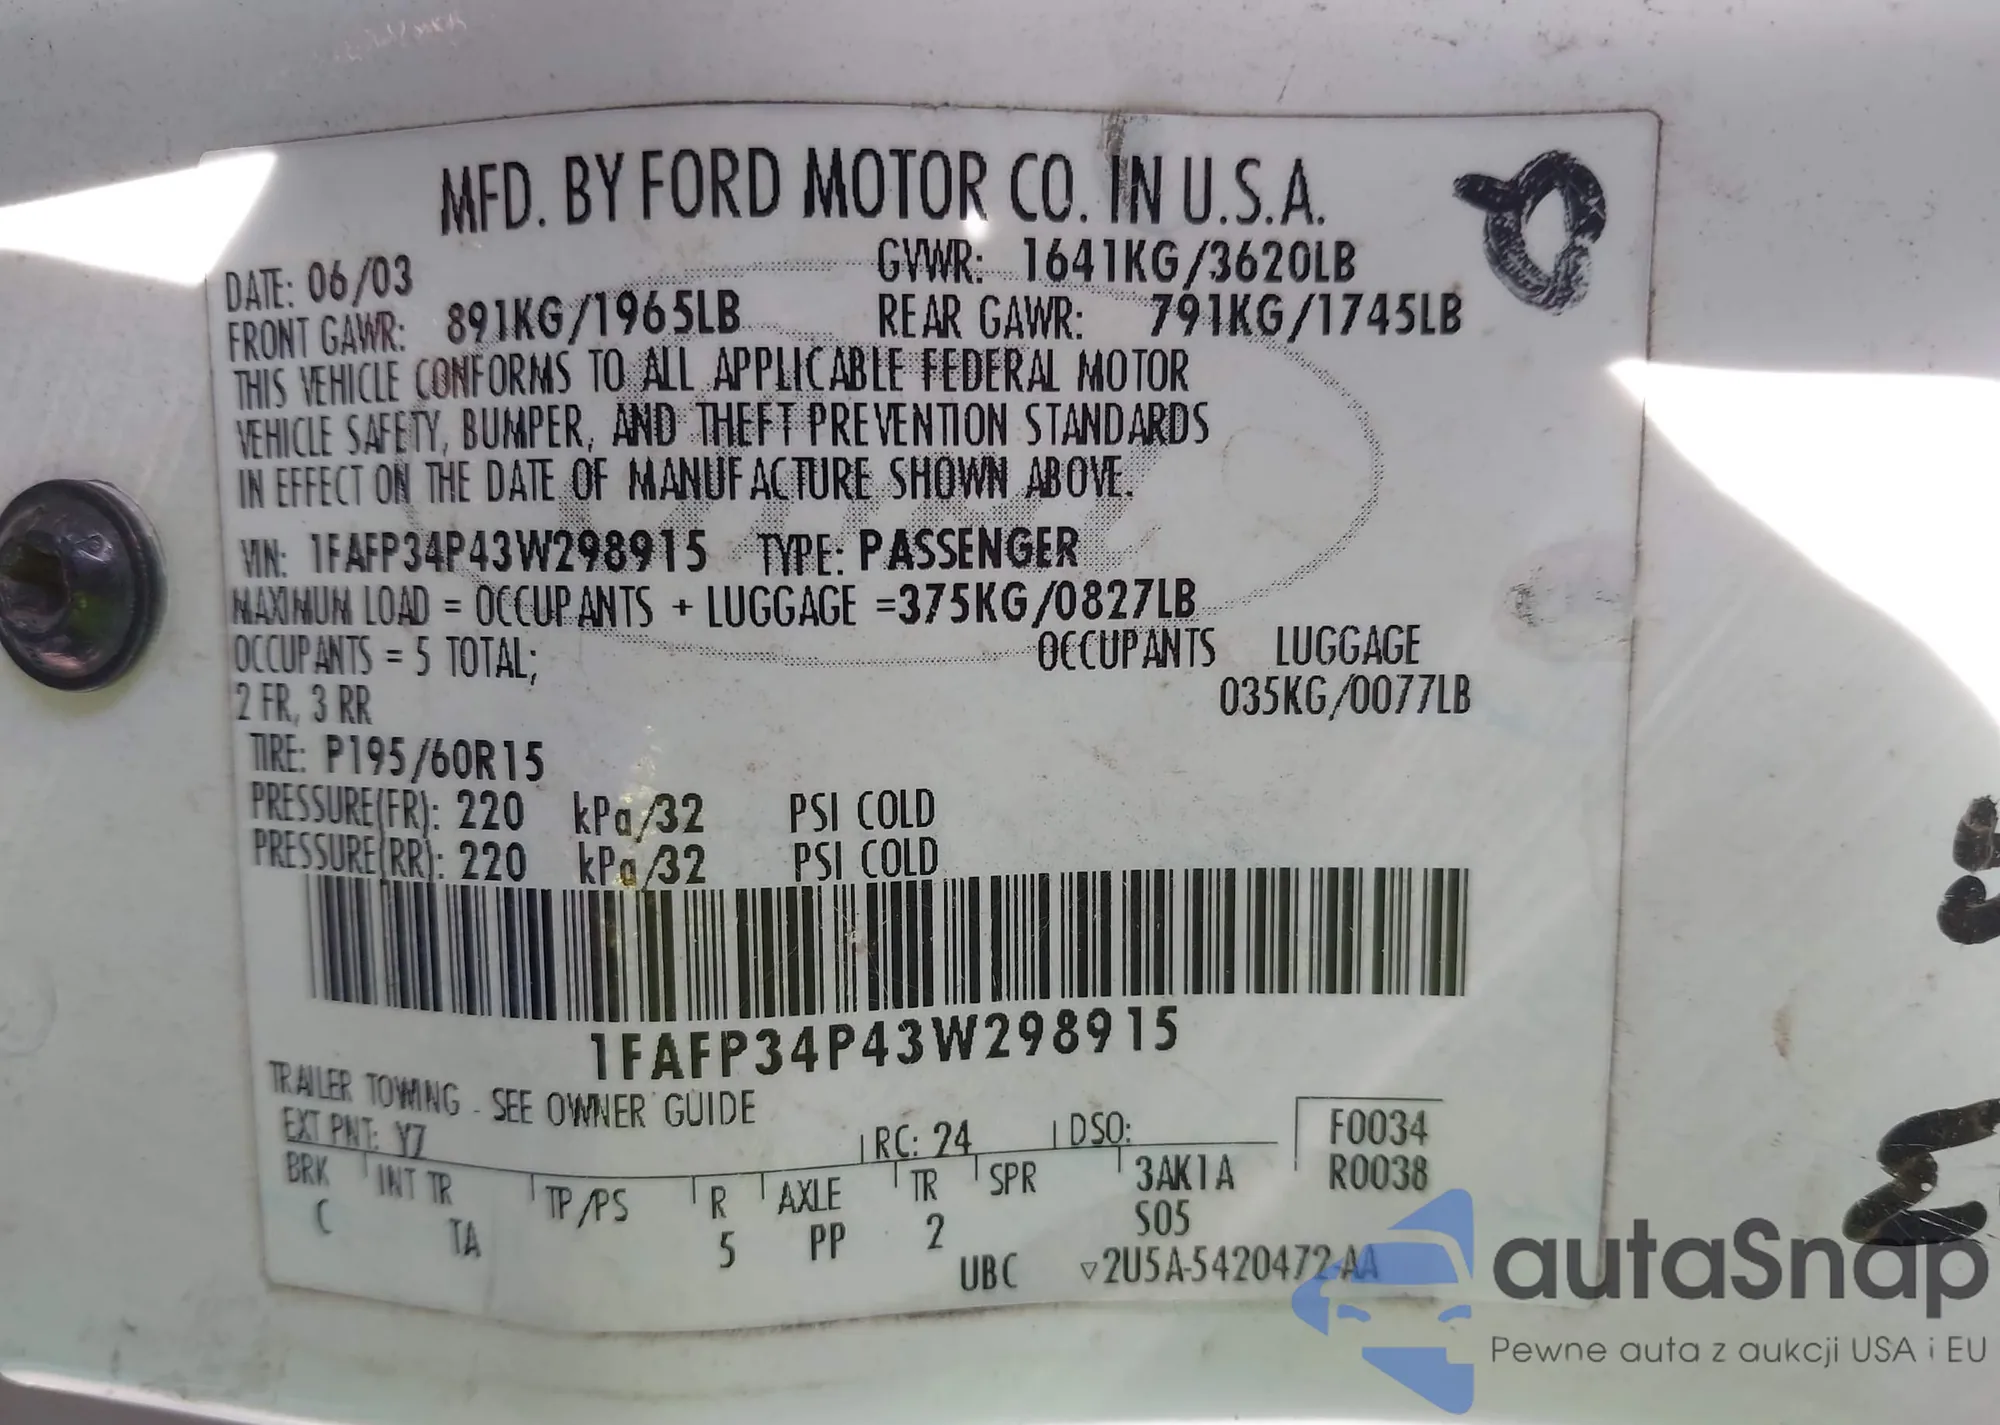 MFD. BY FORD MOTOR CO. IN U.S.A.
DATE: 06/03
GVWR: 1641KG/3620LB
FRONT GAWR: 891KG/1965LB REAR GAWR: 791KG/1745LB
THIS VEHICLE CONFORMS TO ALL APPLICABLE FEDERAL MOTOR
VEHICLE SAFETY, BUMPER, AND THEFT PREVENTION STANDARDS
IN EFFECT ON THE DATE OF MANUFACTURE SHOWN ABOVE.
VIN: 1FAFP34P43W298915 TYPE: PASSENGER
MAXIMUM LOAD = OCCUPANTS + LUGGAGE =375KG/0827LB
OCCUPANTS = 5 TOTAL; OCCUPANTS LUGGAGE
2 FR, 3 RR 035KG/0077LB
TIRE: P195/60R15
PRESSURE(FR): 220 kPa/32 PSI COLD
PRESSURE(RR): 220 kPa/32 PSI COLD
1FAFP34P43W298915
TRAILER TOWING - SEE OWNER GUIDE
EXT PNT: Y7 RC: 24 DSO: F0034
BRK INT TR TP/PS R AXLE TR SPR 3AK1A R0038
C TA 5 PP 2 S05
UBC ▽2U5A-5420472-AA
autoSnap
Pewne auta z aukcji USA i EU